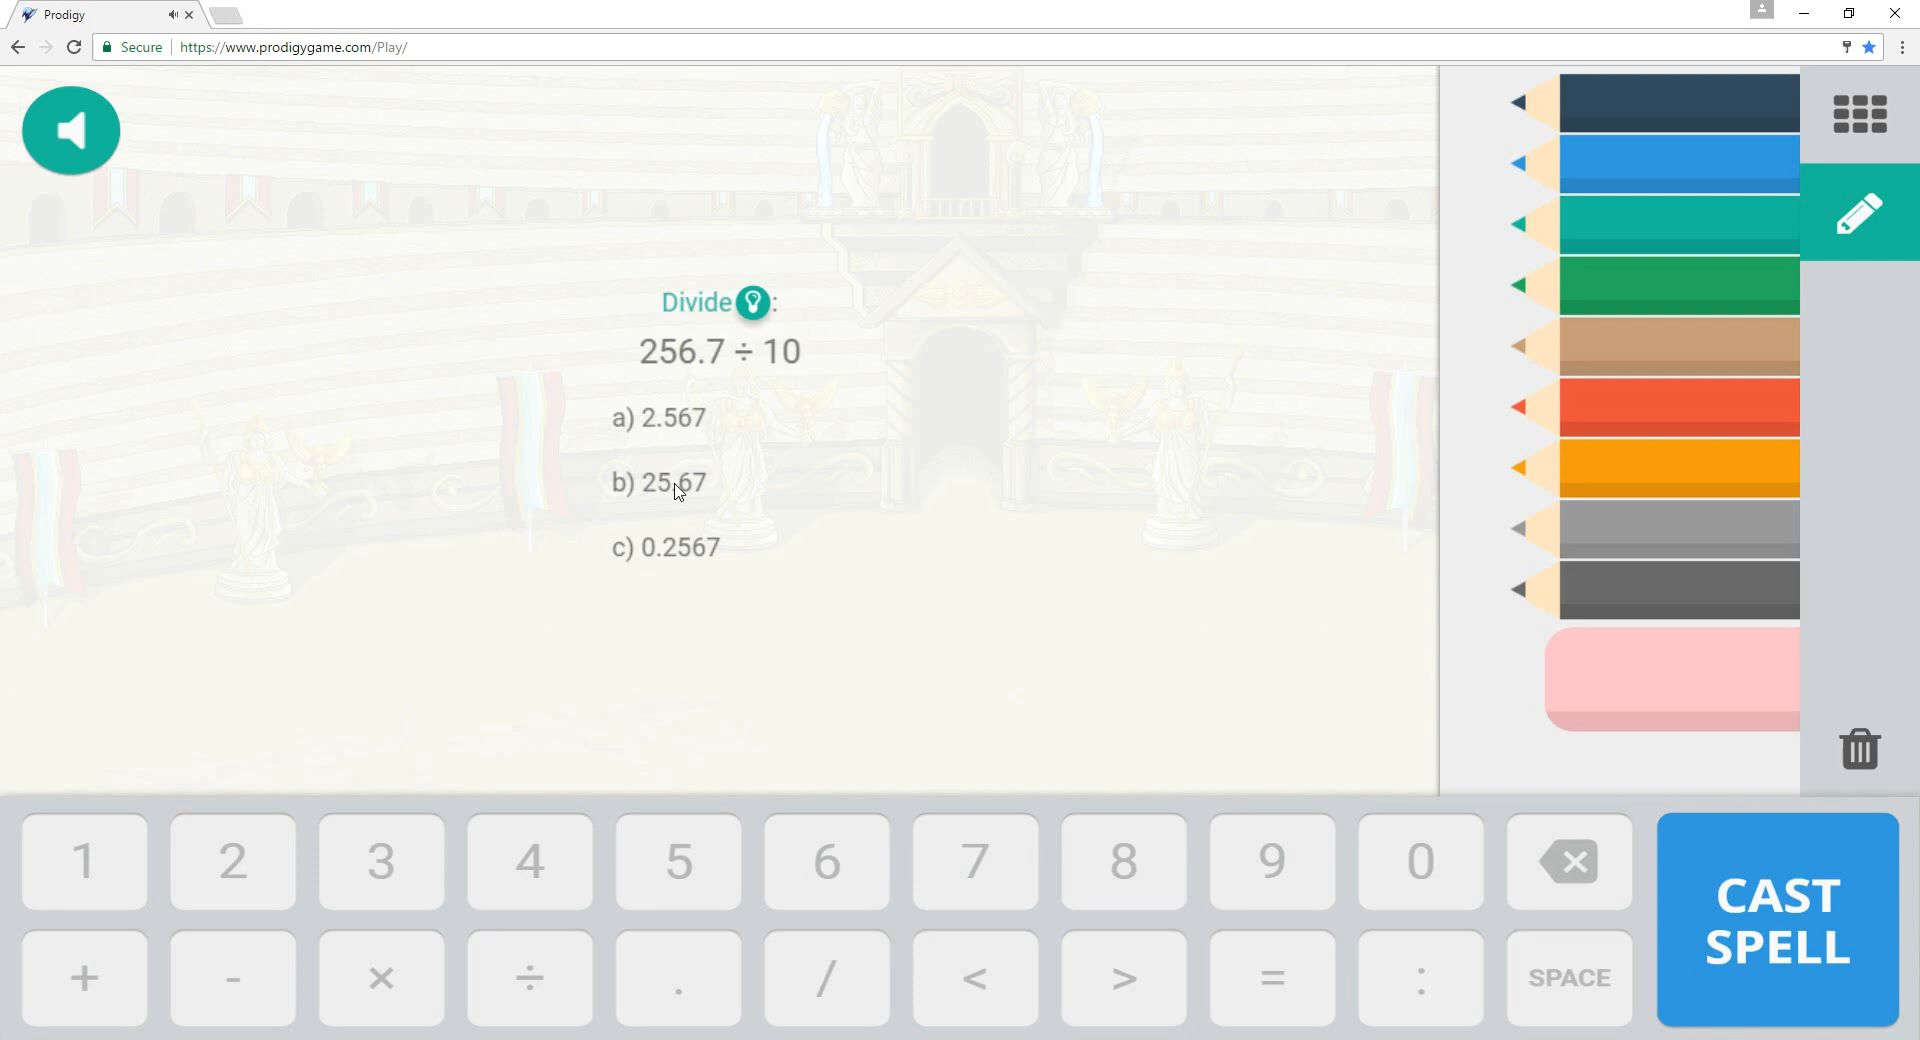 Prodigy
Secure https://www.prodigygame.com/Play/
Divide :
256.7 ÷ 10
a) 2.567
b) 25.67
c) 0.2567
1 2 3 4 5 6 7 8 9 0
CAST
SPELL
+ - × ÷ . / < > = : SPACE